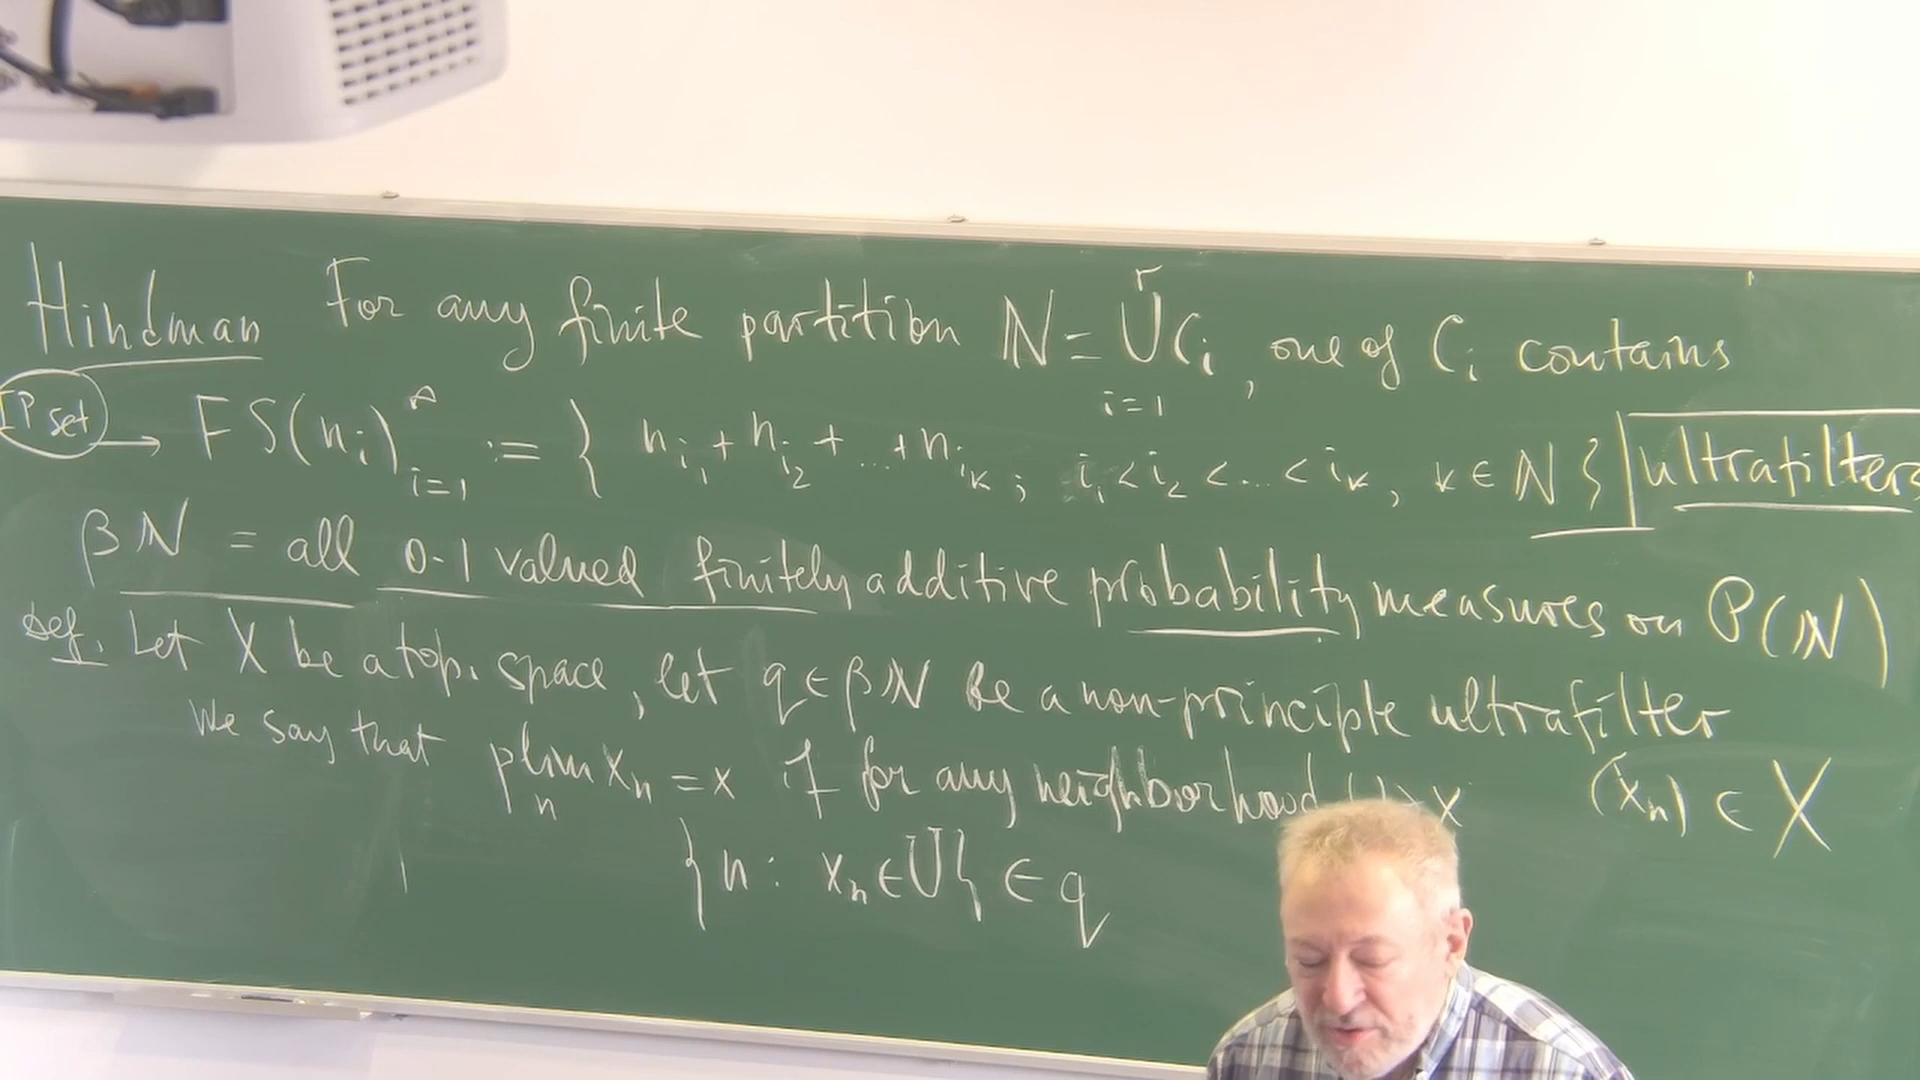 Hindman For any finite partition ℕ = ⋃_{i=1}^{r} C_i, one of C_i contains
IP set → FS(n_i)_{i=1}^{∞} := { n_{i_1} + n_{i_2} + ... + n_{i_k} ; i_1 < i_2 < ... < i_k, k ∈ ℕ } ultrafilters
βℕ = all 0-1 valued finitely additive probability measures on P(ℕ)
Def. Let X be a top. space, let q ∈ βℕ be a non-principle ultrafilter
We say that plim_n x_n = x if for any neighborhood x (x_n) ⊂ X
{n : x_n ∈ U} ∈ q